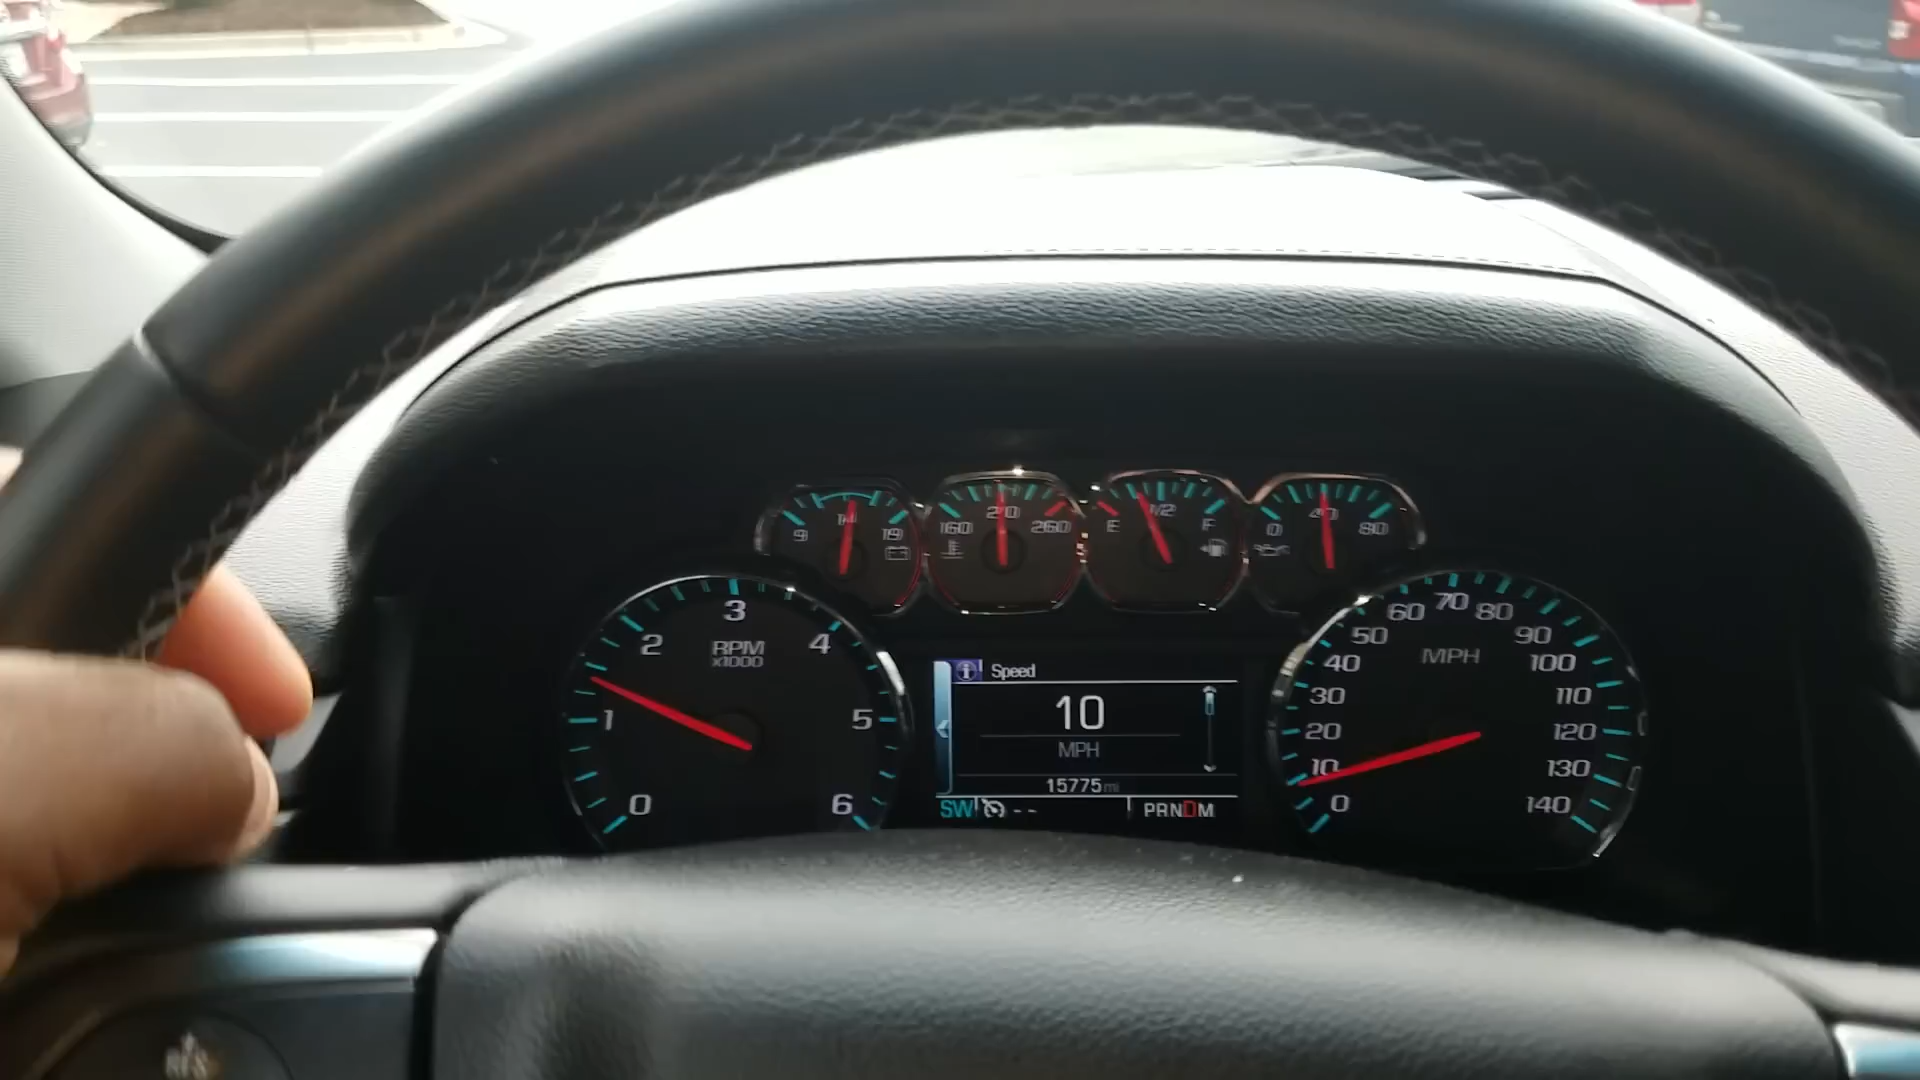 9 14 19
160 210 260
E 1/2 F
0 40 80
0 1 2 3 4 5 6
RPM
x1000
i Speed
10
MPH
15775 mi
SW -- PRNDM
0 10 20 30 40 50 60 70 80 90 100 110 120 130 140
MPH